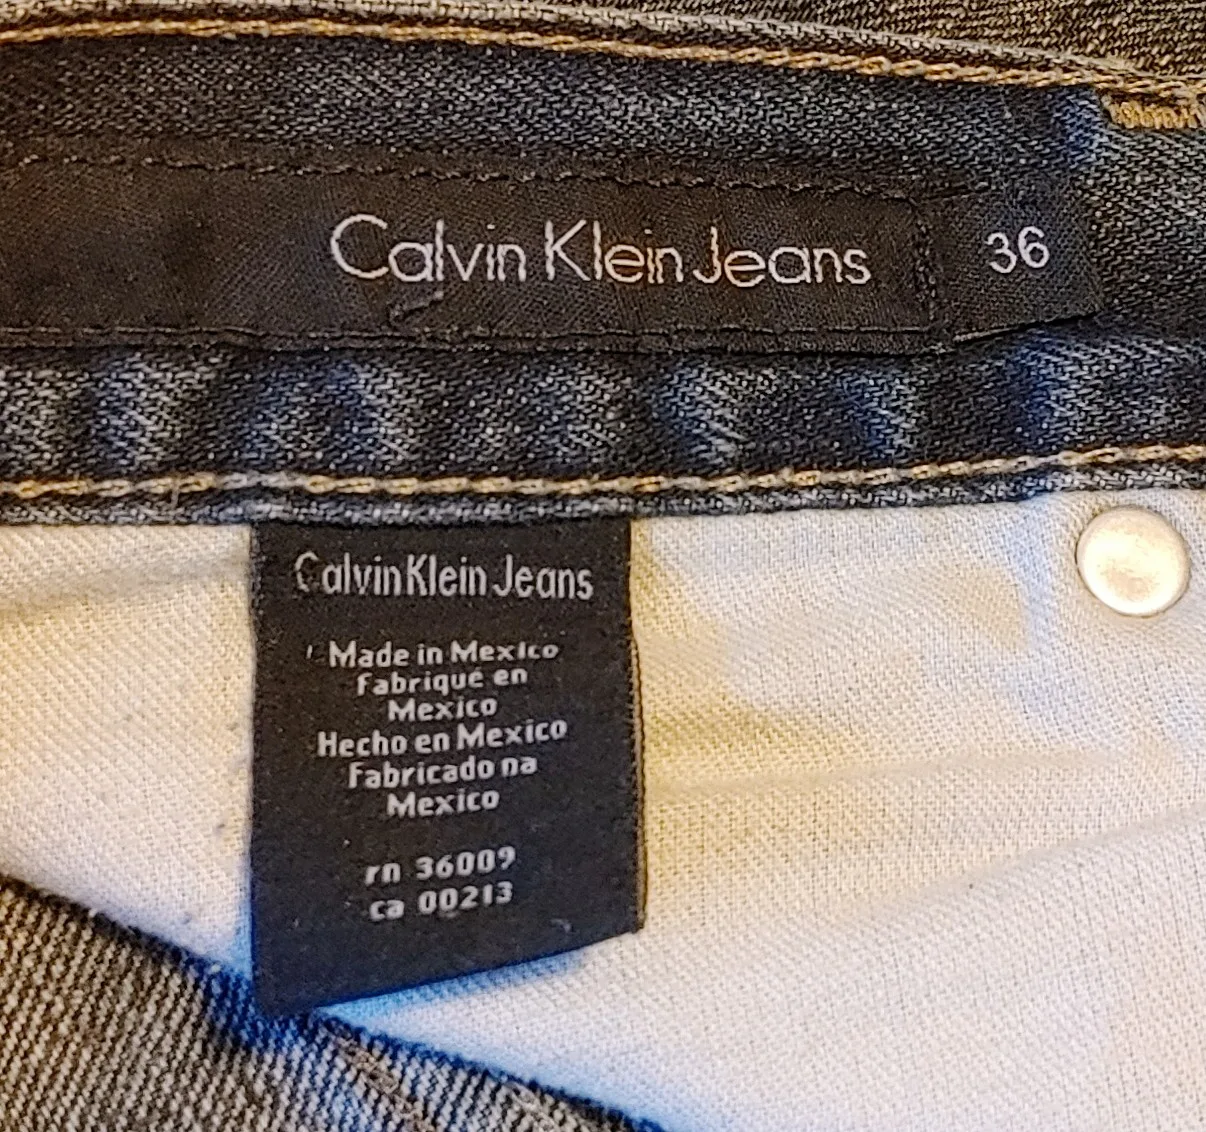 Calvin Klein Jeans 36
Calvin Klein Jeans
Made in Mexico
Fabriqué en
Mexico
Hecho en Mexico
Fabricado na
Mexico
rn 36009
ca 00213